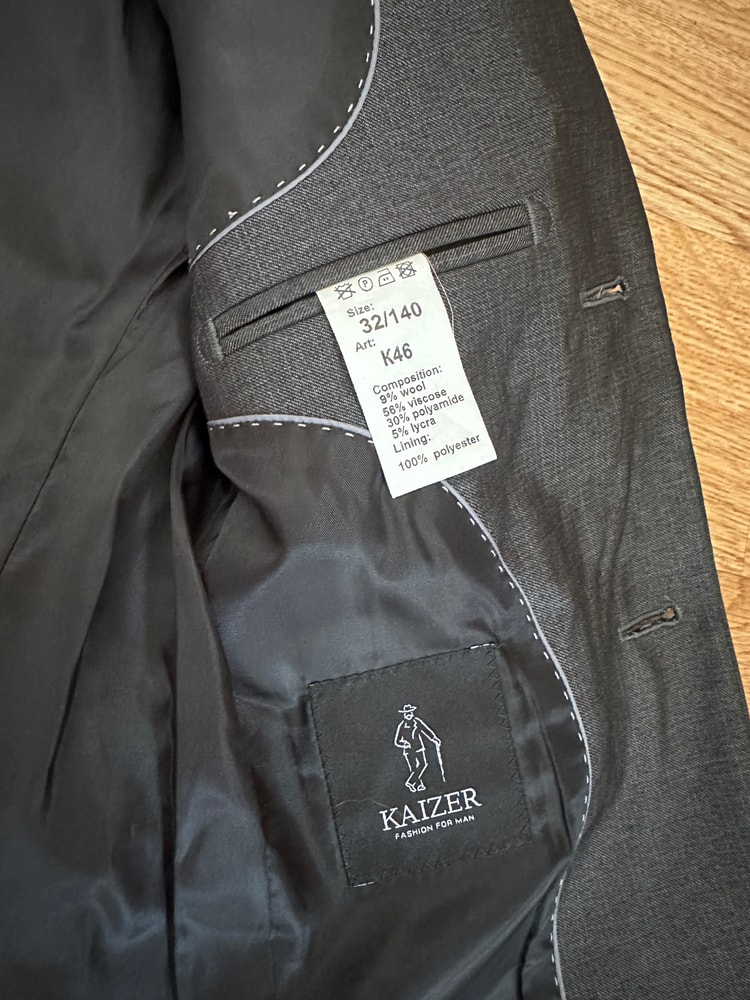 P
Size:
32/140
Art:
K46
Composition:
9% wool
56% viscose
30% polyamide
5% lycra
Lining:
100% polyester
KAIZER
FASHION FOR MAN